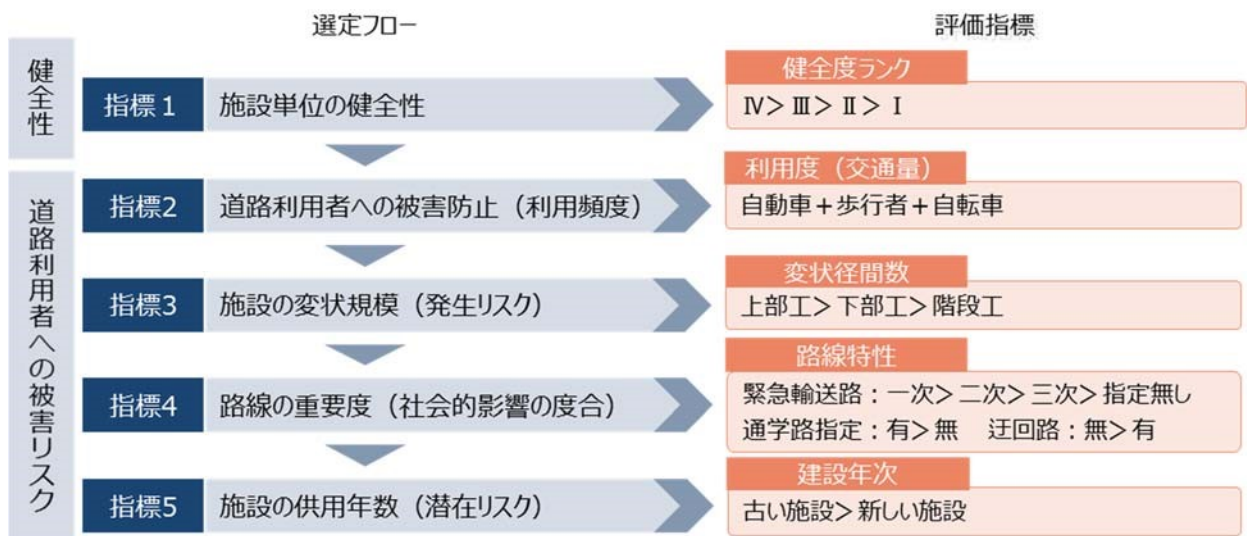 選定フロー
評価指標
健全性
指標１
施設単位の健全性
健全度ランク
Ⅳ＞Ⅲ＞Ⅱ＞Ⅰ
道路利用者への被害リスク
指標2
道路利用者への被害防止（利用頻度）
利用度（交通量）
自動車＋歩行者＋自転車
指標3
施設の変状規模（発生リスク）
変状径間数
上部工＞下部工＞階段工
指標4
路線の重要度（社会的影響の度合）
路線特性
緊急輸送路：一次＞二次＞三次＞指定無し
通学路指定：有＞無　迂回路：無＞有
指標5
施設の供用年数（潜在リスク）
建設年次
古い施設＞新しい施設